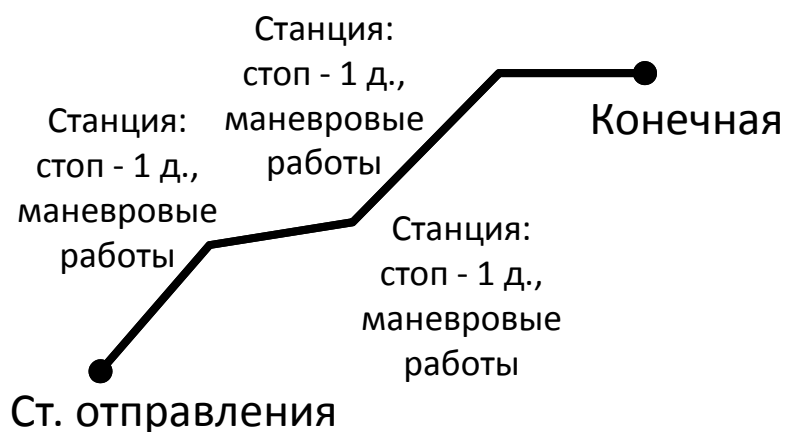 Станция:
стоп - 1 д.,
маневровые
работы
Станция:
стоп - 1 д.,
маневровые
работы
Конечная
Станция:
стоп - 1 д.,
маневровые
работы
Ст. отправления